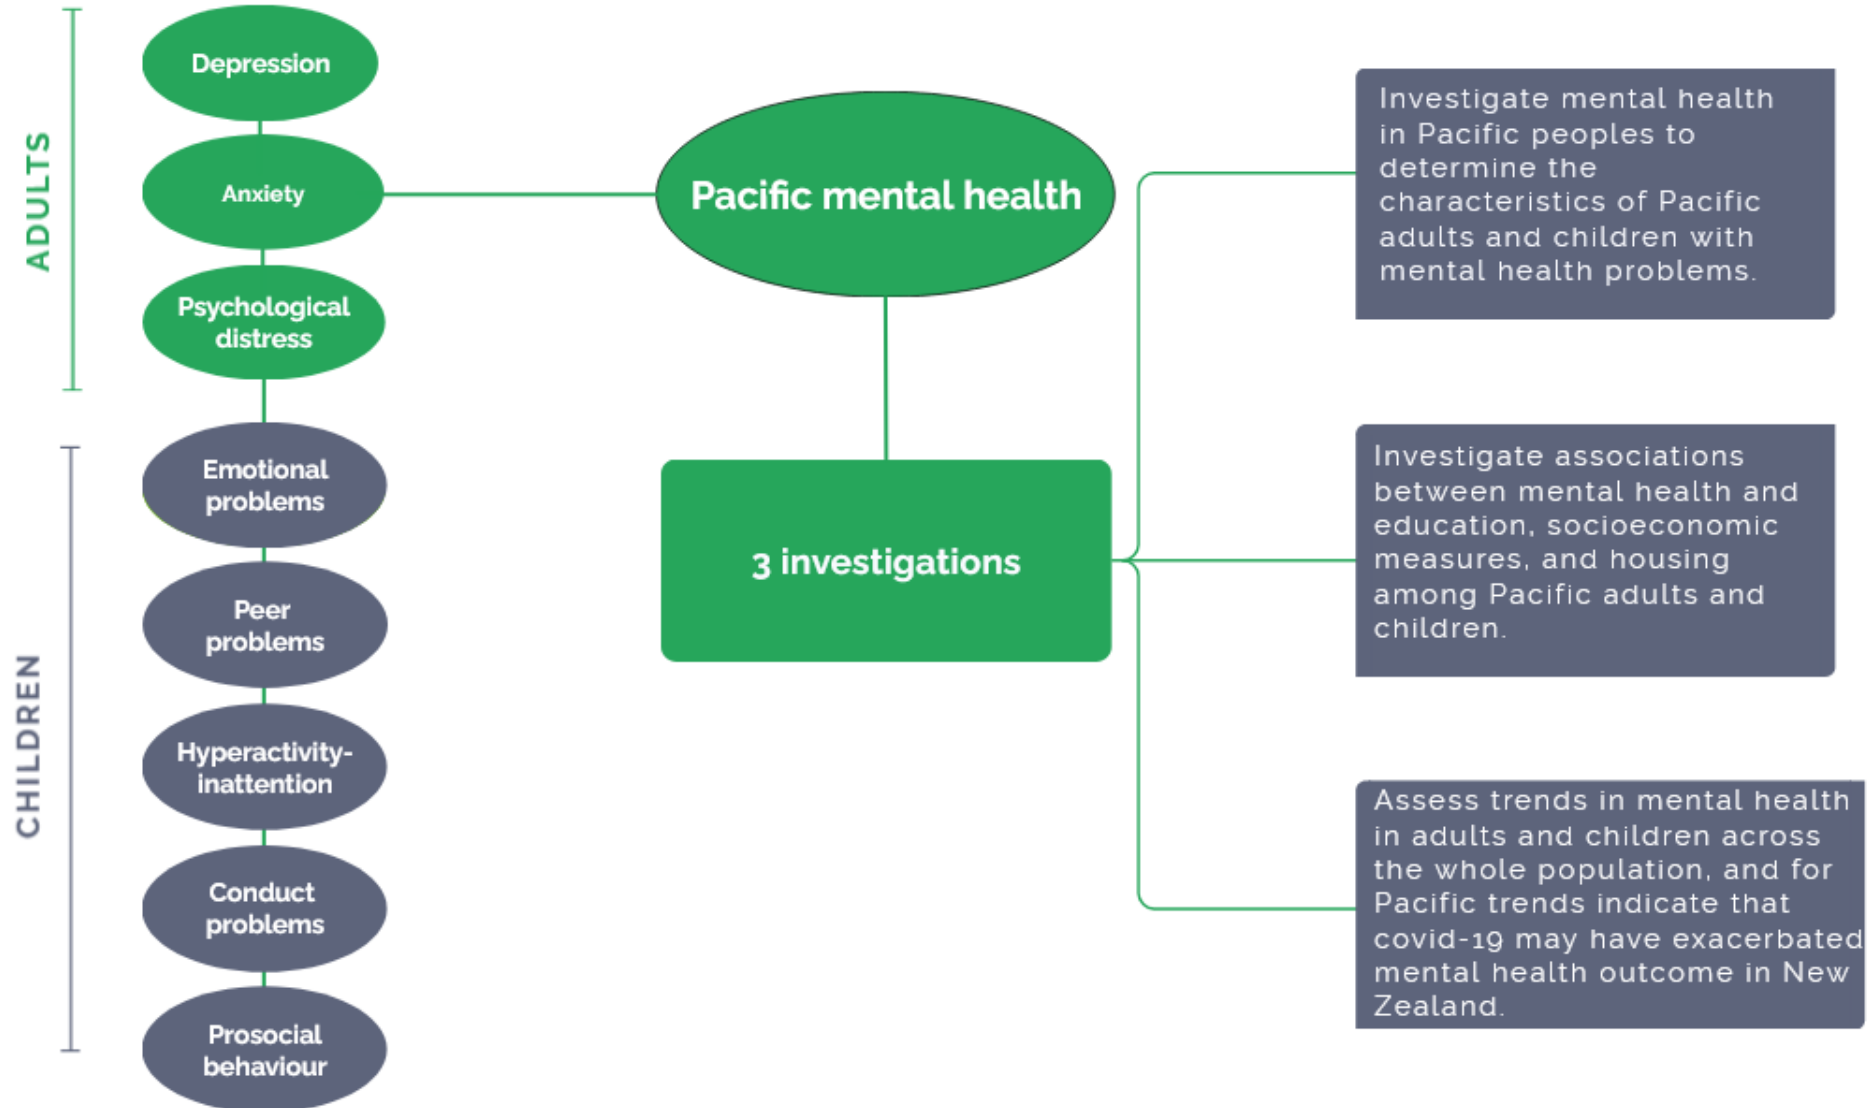 ADULTS
Depression
Anxiety
Psychological
distress
CHILDREN
Emotional
problems
Peer
problems
Hyperactivity-
inattention
Conduct
problems
Prosocial
behaviour
Pacific mental health
3 investigations
Investigate mental health
in Pacific peoples to
determine the
characteristics of Pacific
adults and children with
mental health problems.
Investigate associations
between mental health and
education, socioeconomic
measures, and housing
among Pacific adults and
children.
Assess trends in mental health
in adults and children across
the whole population, and for
Pacific trends indicate that
covid-19 may have exacerbated
mental health outcome in New
Zealand.